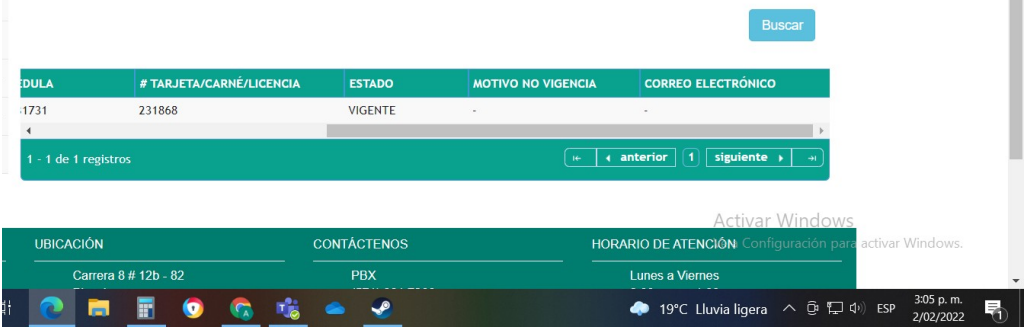 Buscar
# TARJETA/CARNÉ/LICENCIA ESTADO MOTIVO NO VIGENCIA CORREO ELECTRÓNICO
1731 231868 VIGENTE - -
1 - 1 de 1 registros anterior 1 siguiente
Activar Windows
Configuración para activar Windows.
UBICACIÓN CONTÁCTENOS HORARIO DE ATENCIÓN
Carrera 8 # 12b - 82 PBX Lunes a Viernes
19°C Lluvia ligera ESP 3:05 p. m.
2/02/2022
1